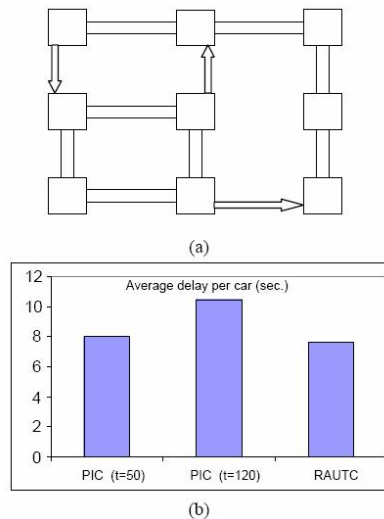 (a)
Average delay per car (sec.)
12
10
8
6
4
2
0
PIC (t=50) PIC (t=120) RAUTC
(b)